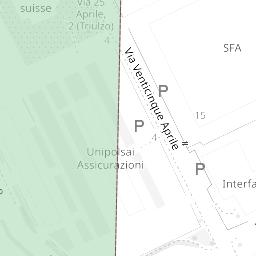 suisse
Via 25
Aprile,
2 (Triulzo)
Via Venticinque Aprile
SFA
P
15
P
4
Unipolsai
Assicurazioni
P
Interfa